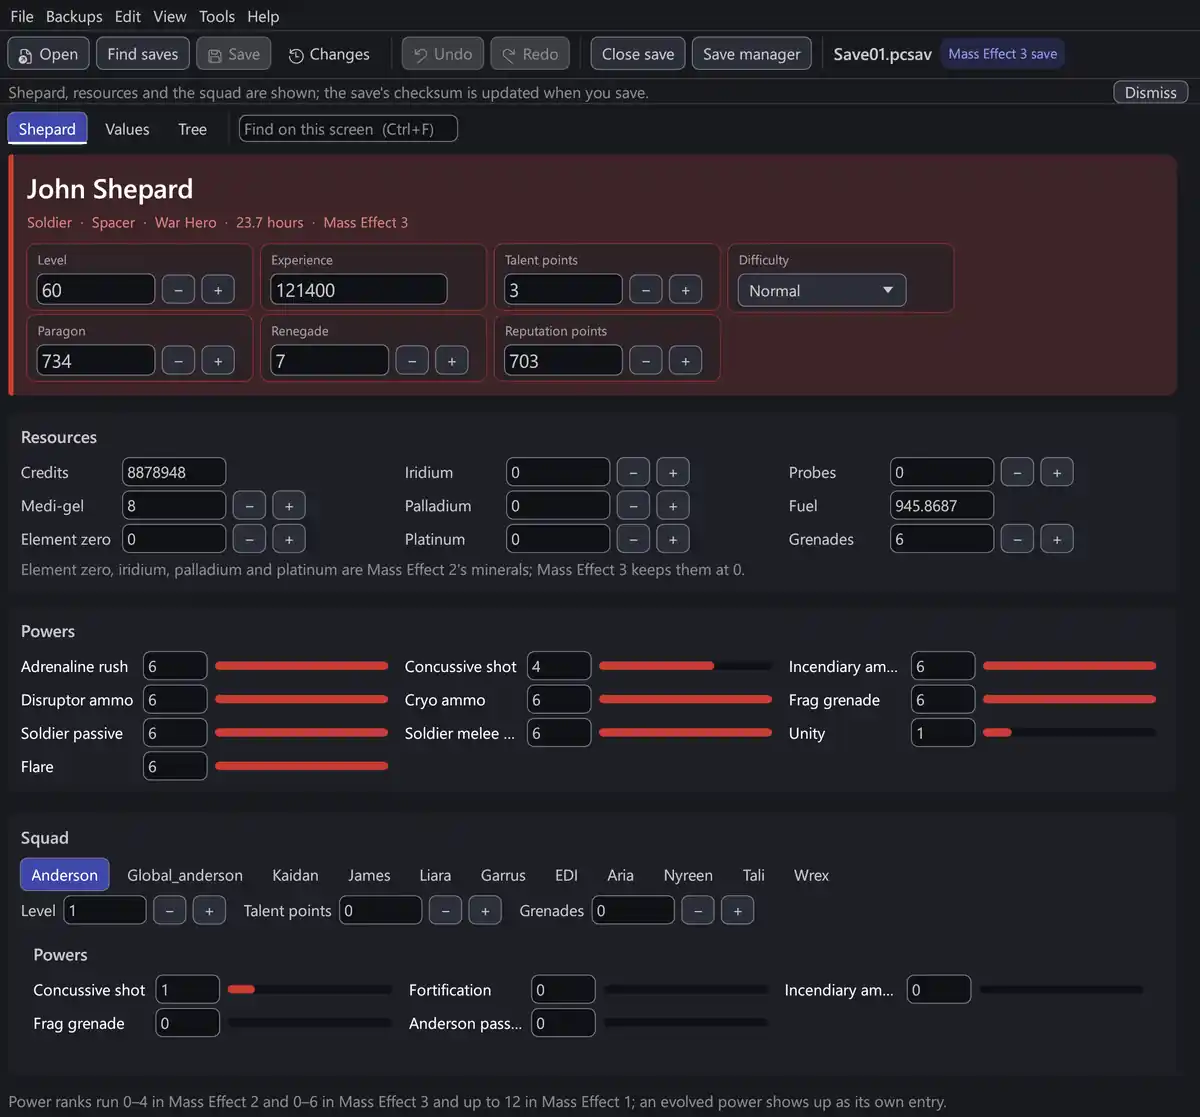 File Backups Edit View Tools Help
Open Find saves Save Changes Undo Redo Close save Save manager Save01.pcsav Mass Effect 3 save
Shepard, resources and the squad are shown; the save's checksum is updated when you save. Dismiss
Shepard Values Tree Find on this screen (Ctrl+F)
John Shepard
Soldier · Spacer · War Hero · 23.7 hours · Mass Effect 3
Level Experience Talent points Difficulty
60 − + 121400 3 − + Normal
Paragon Renegade Reputation points
734 − + 7 − + 703 − +
Resources
Credits 8878948 Iridium 0 − + Probes 0 − +
Medi-gel 8 − + Palladium 0 − + Fuel 945.8687
Element zero 0 − + Platinum 0 − + Grenades 6 − +
Element zero, iridium, palladium and platinum are Mass Effect 2's minerals; Mass Effect 3 keeps them at 0.
Powers
Adrenaline rush 6 Concussive shot 4 Incendiary am... 6
Disruptor ammo 6 Cryo ammo 6 Frag grenade 6
Soldier passive 6 Soldier melee ... 6 Unity 1
Flare 6
Squad
Anderson Global_anderson Kaidan James Liara Garrus EDI Aria Nyreen Tali Wrex
Level 1 − + Talent points 0 − + Grenades 0 − +
Powers
Concussive shot 1 Fortification 0 Incendiary am... 0
Frag grenade 0 Anderson pass... 0
Power ranks run 0–4 in Mass Effect 2 and 0–6 in Mass Effect 3 and up to 12 in Mass Effect 1; an evolved power shows up as its own entry.